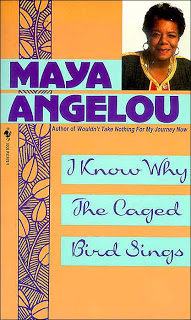 MAYA
ANGELOU
Author of Wouldn't Take Nothing For My Journey Now
I Know Why
The Caged
Bird Sings